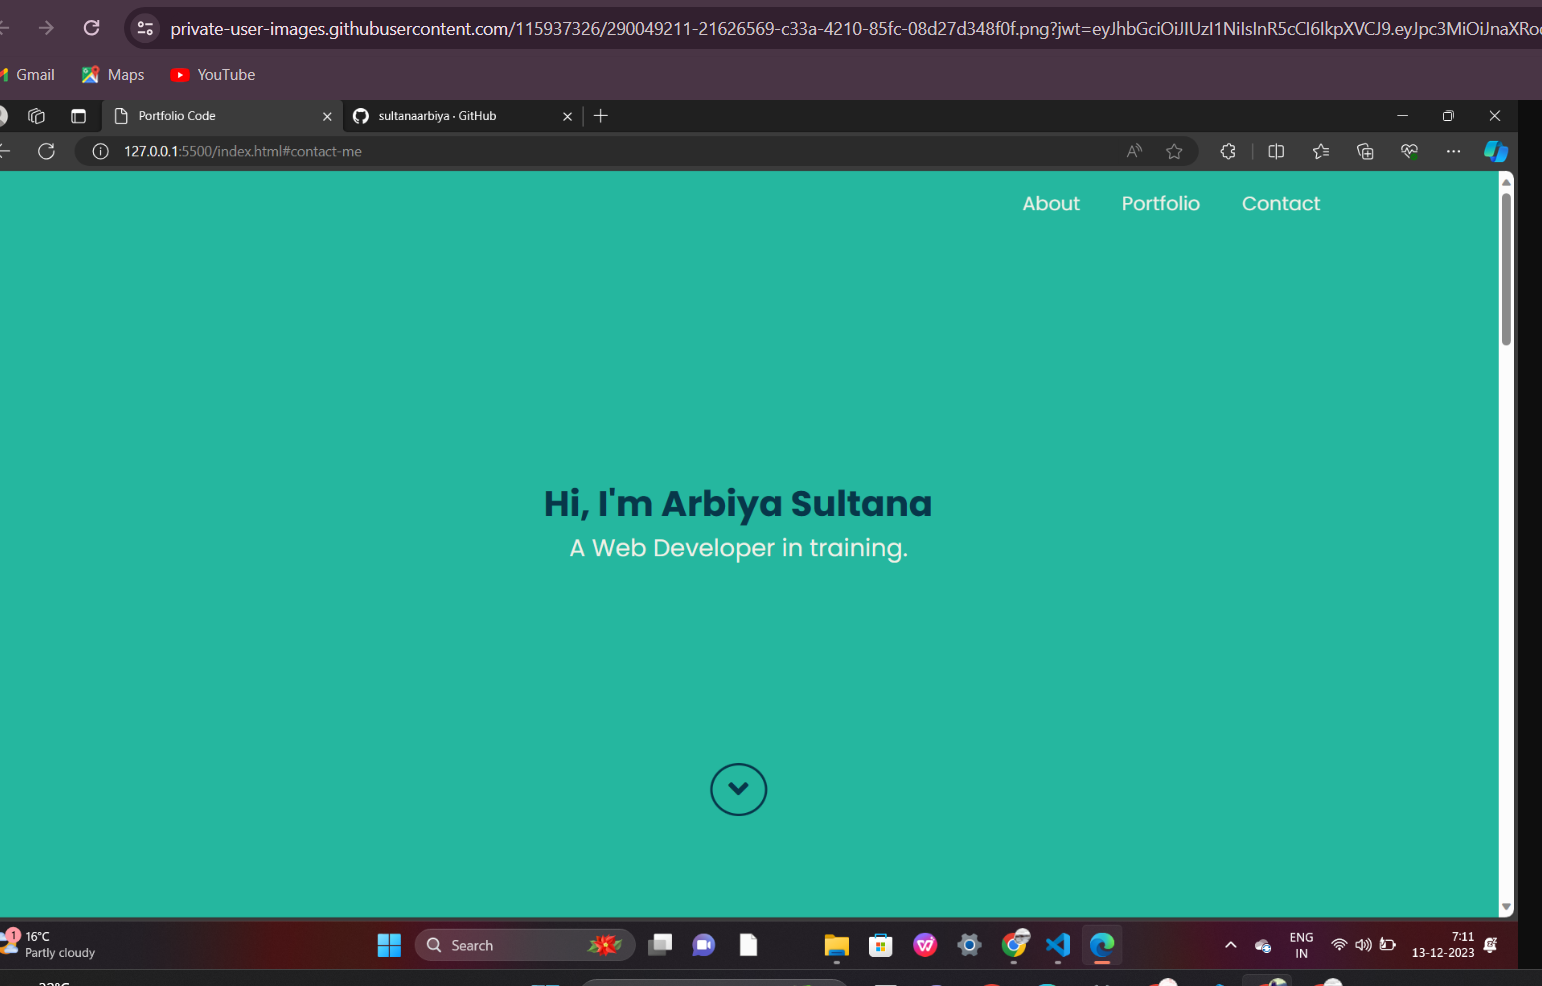 private-user-images.githubusercontent.com/115937326/290049211-21626569-c33a-4210-85fc-08d27d348f0f.png?jwt=eyJhbGciOiJIUzI1NiIsInR5cCI6IkpXVCJ9.eyJpc3MiOiJnaXRo
Gmail Maps YouTube
Portfolio Code sultanaarbiya · GitHub
127.0.0.1:5500/index.html#contact-me
About Portfolio Contact
Hi, I'm Arbiya Sultana
A Web Developer in training.
1
16°C
Partly cloudy
Search
ENG
IN
7:11
13-12-2023